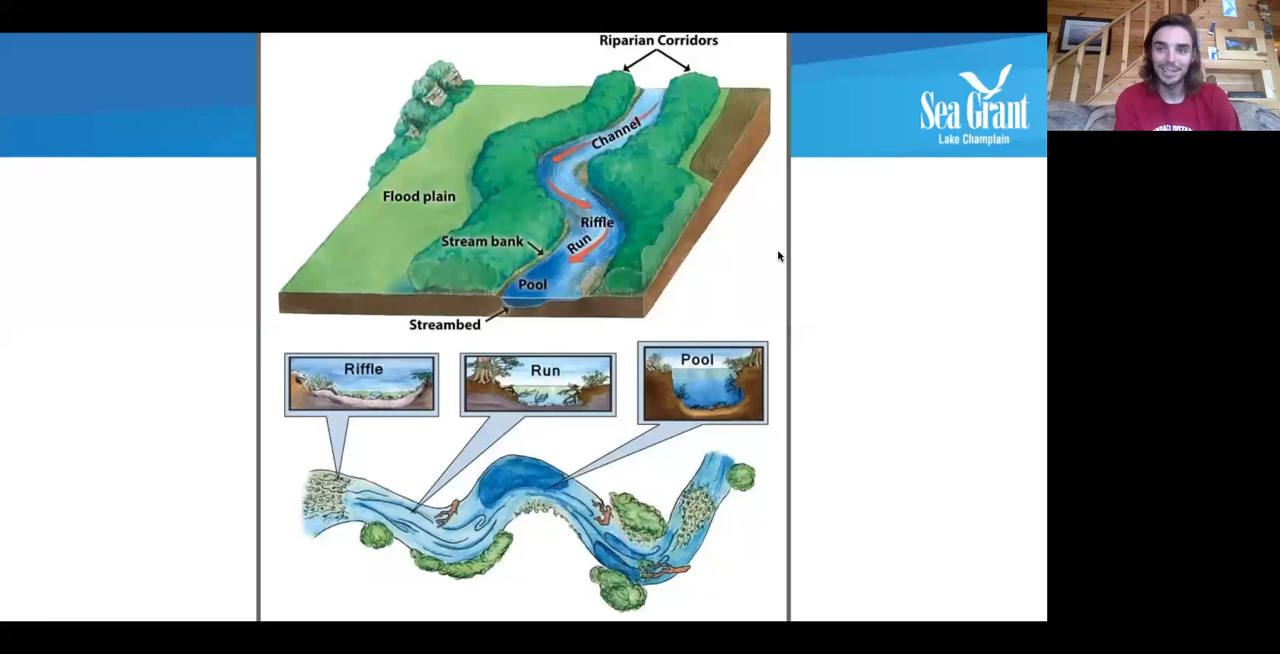 Riparian Corridors
Channel
Flood plain
Riffle
Stream bank
Run
Pool
Streambed
Riffle
Run
Pool
Sea Grant
Lake Champlain